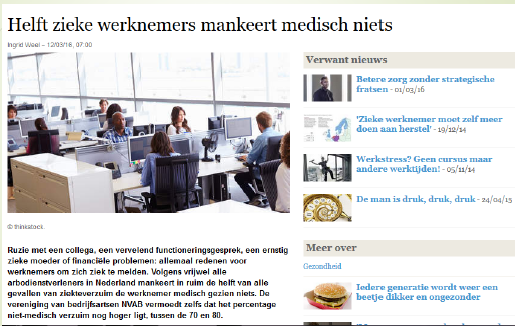 Helft zieke werknemers mankeert medisch niets
Ingrid Weel – 12/03/16, 07:00
© thinkstock.
Ruzie met een collega, een vervelend functioneringsgesprek, een ernstig
zieke moeder of financiële problemen: allemaal redenen voor
werknemers om zich ziek te melden. Volgens vrijwel alle
arbodienstverleners in Nederland mankeert in ruim de helft van alle
gevallen van ziekteverzuim de werknemer medisch gezien niets. De
vereniging van bedrijfsartsen NVAB vermoedt zelfs dat het percentage
niet-medisch verzuim nog hoger ligt, tussen de 70 and 80.
Verwant nieuws
Betere zorg zonder strategische
fratsen - 01/03/16
'Zieke werknemer moet zelf meer
doen aan herstel' - 19/12/14
Werkstress? Geen cursus maar
andere werktijden! - 05/11/14
De man is druk, druk, druk - 24/04/15
Meer over
Gezondheid
Iedere generatie wordt weer een
beetje dikker en ongezonder